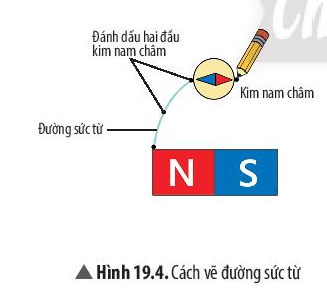 Đánh dấu hai đầu
kim nam châm
Kim nam châm
Đường sức từ
N S
▲ Hình 19.4. Cách vẽ đường sức từ